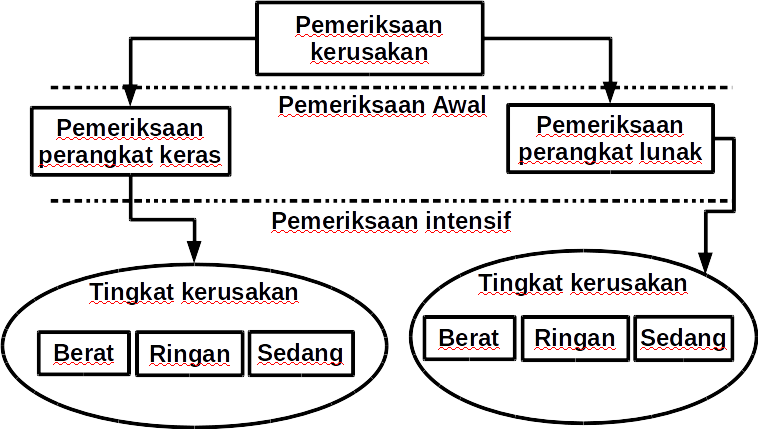 Pemeriksaan
kerusakan
Pemeriksaan Awal
Pemeriksaan
perangkat keras
Pemeriksaan
perangkat lunak
Pemeriksaan intensif
Tingkat kerusakan
Berat
Ringan
Sedang
Tingkat kerusakan
Berat
Ringan
Sedang